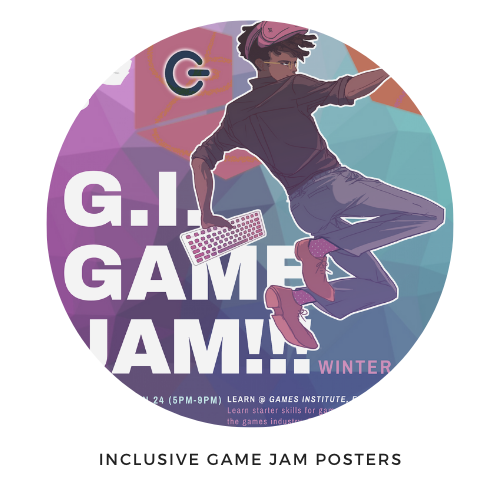 G.I.
GAME
JAM!!!
WINTER
24 (5PM-9PM) LEARN @ GAMES INSTITUTE,
Learn starter skills for
the games
INCLUSIVE GAME JAM POSTERS